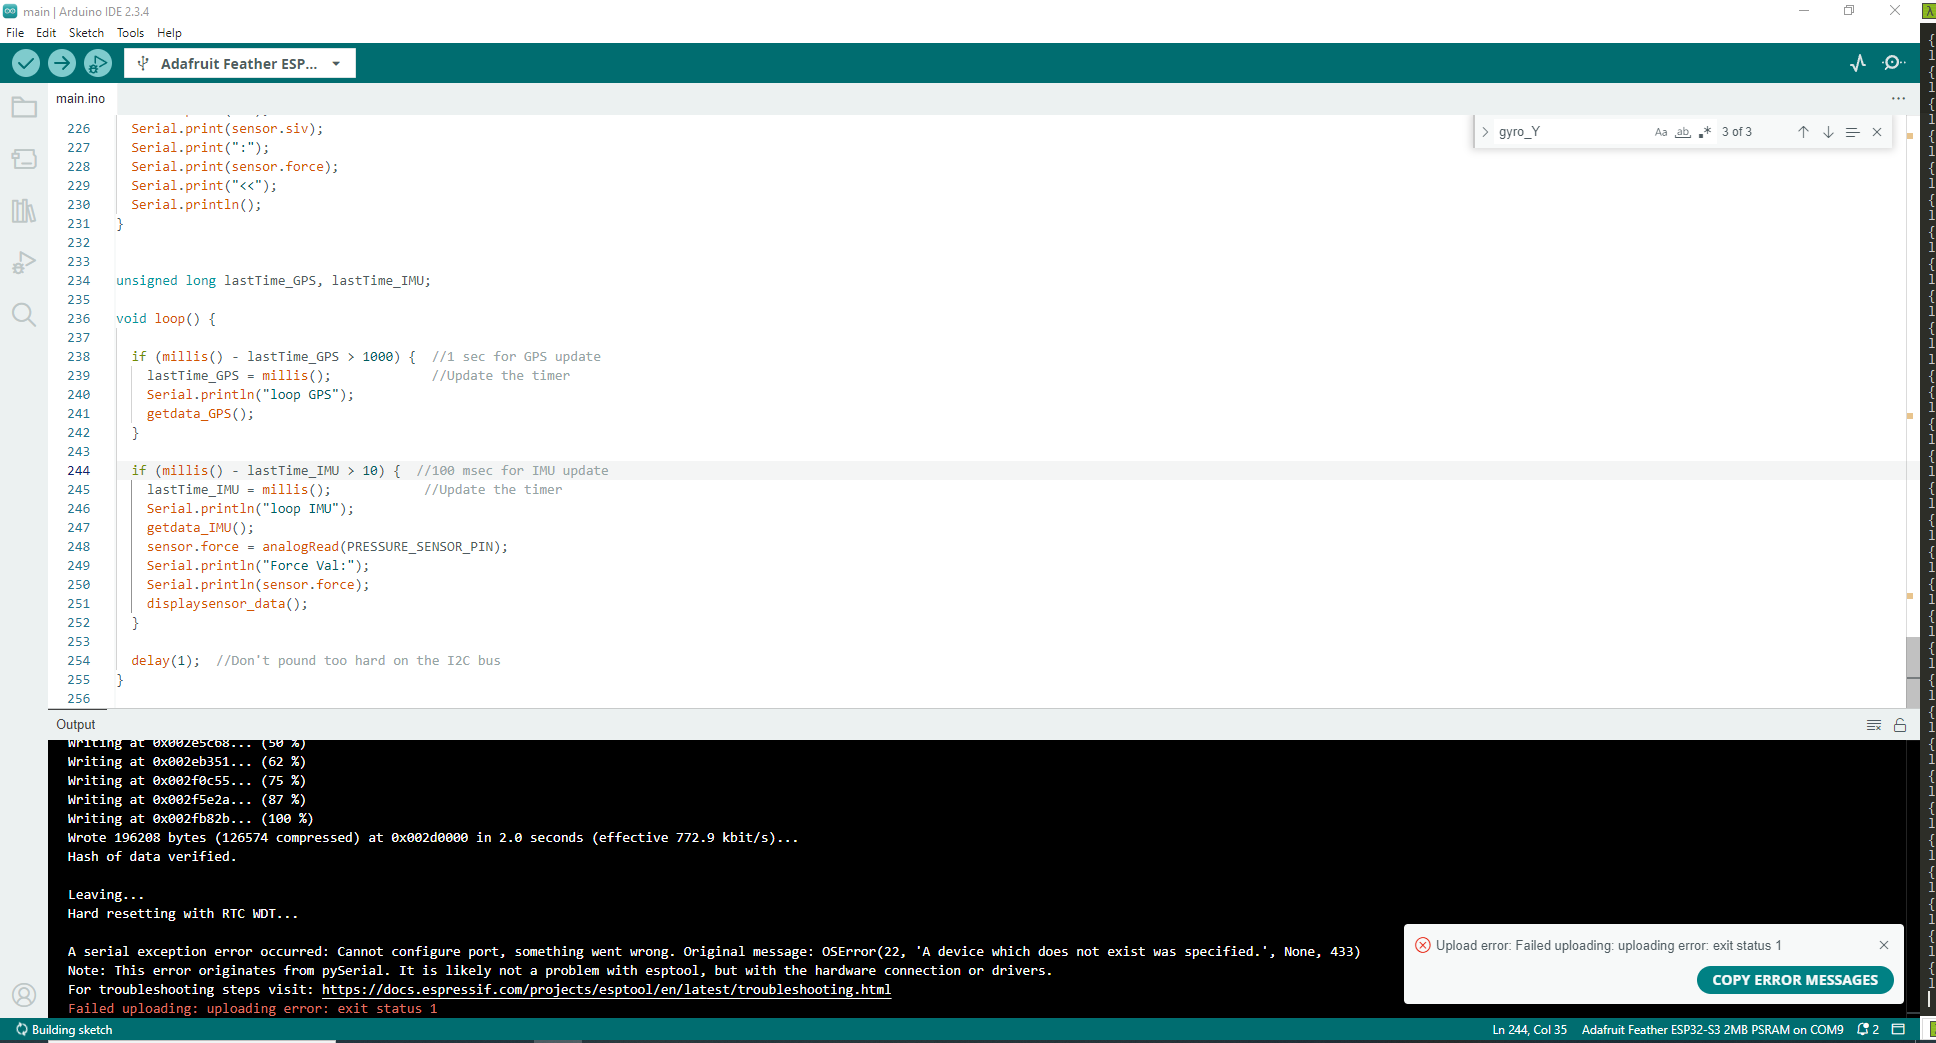 main | Arduino IDE 2.3.4
File Edit Sketch Tools Help
Adafruit Feather ESP...
main.ino
gyro_Y Aa ab .* 3 of 3
226 Serial.print(sensor.siv);
227 Serial.print(":");
228 Serial.print(sensor.force);
229 Serial.print("<<");
230 Serial.println();
231 }
232
233
234 unsigned long lastTime_GPS, lastTime_IMU;
235
236 void loop() {
237
238 if (millis() - lastTime_GPS > 1000) { //1 sec for GPS update
239 lastTime_GPS = millis(); //Update the timer
240 Serial.println("loop GPS");
241 getdata_GPS();
242 }
243
244 if (millis() - lastTime_IMU > 10) { //100 msec for IMU update
245 lastTime_IMU = millis(); //Update the timer
246 Serial.println("loop IMU");
247 getdata_IMU();
248 sensor.force = analogRead(PRESSURE_SENSOR_PIN);
249 Serial.println("Force Val:");
250 Serial.println(sensor.force);
251 displaysensor_data();
252 }
253
254 delay(1); //Don't pound too hard on the I2C bus
255 }
256
Output
Writing at 0x002e5c68... (50 %)
Writing at 0x002eb351... (62 %)
Writing at 0x002f0c55... (75 %)
Writing at 0x002f5e2a... (87 %)
Writing at 0x002fb82b... (100 %)
Wrote 196208 bytes (126574 compressed) at 0x002d0000 in 2.0 seconds (effective 772.9 kbit/s)...
Hash of data verified.
Leaving...
Hard resetting with RTC WDT...
A serial exception error occurred: Cannot configure port, something went wrong. Original message: OSError(22, 'A device which does not exist was specified.', None, 433)
Note: This error originates from pySerial. It is likely not a problem with esptool, but with the hardware connection or drivers.
For troubleshooting steps visit: https://docs.espressif.com/projects/esptool/en/latest/troubleshooting.html
Failed uploading: uploading error: exit status 1
Upload error: Failed uploading: uploading error: exit status 1
COPY ERROR MESSAGES
Building sketch
Ln 244, Col 35 Adafruit Feather ESP32-S3 2MB PSRAM on COM9 2